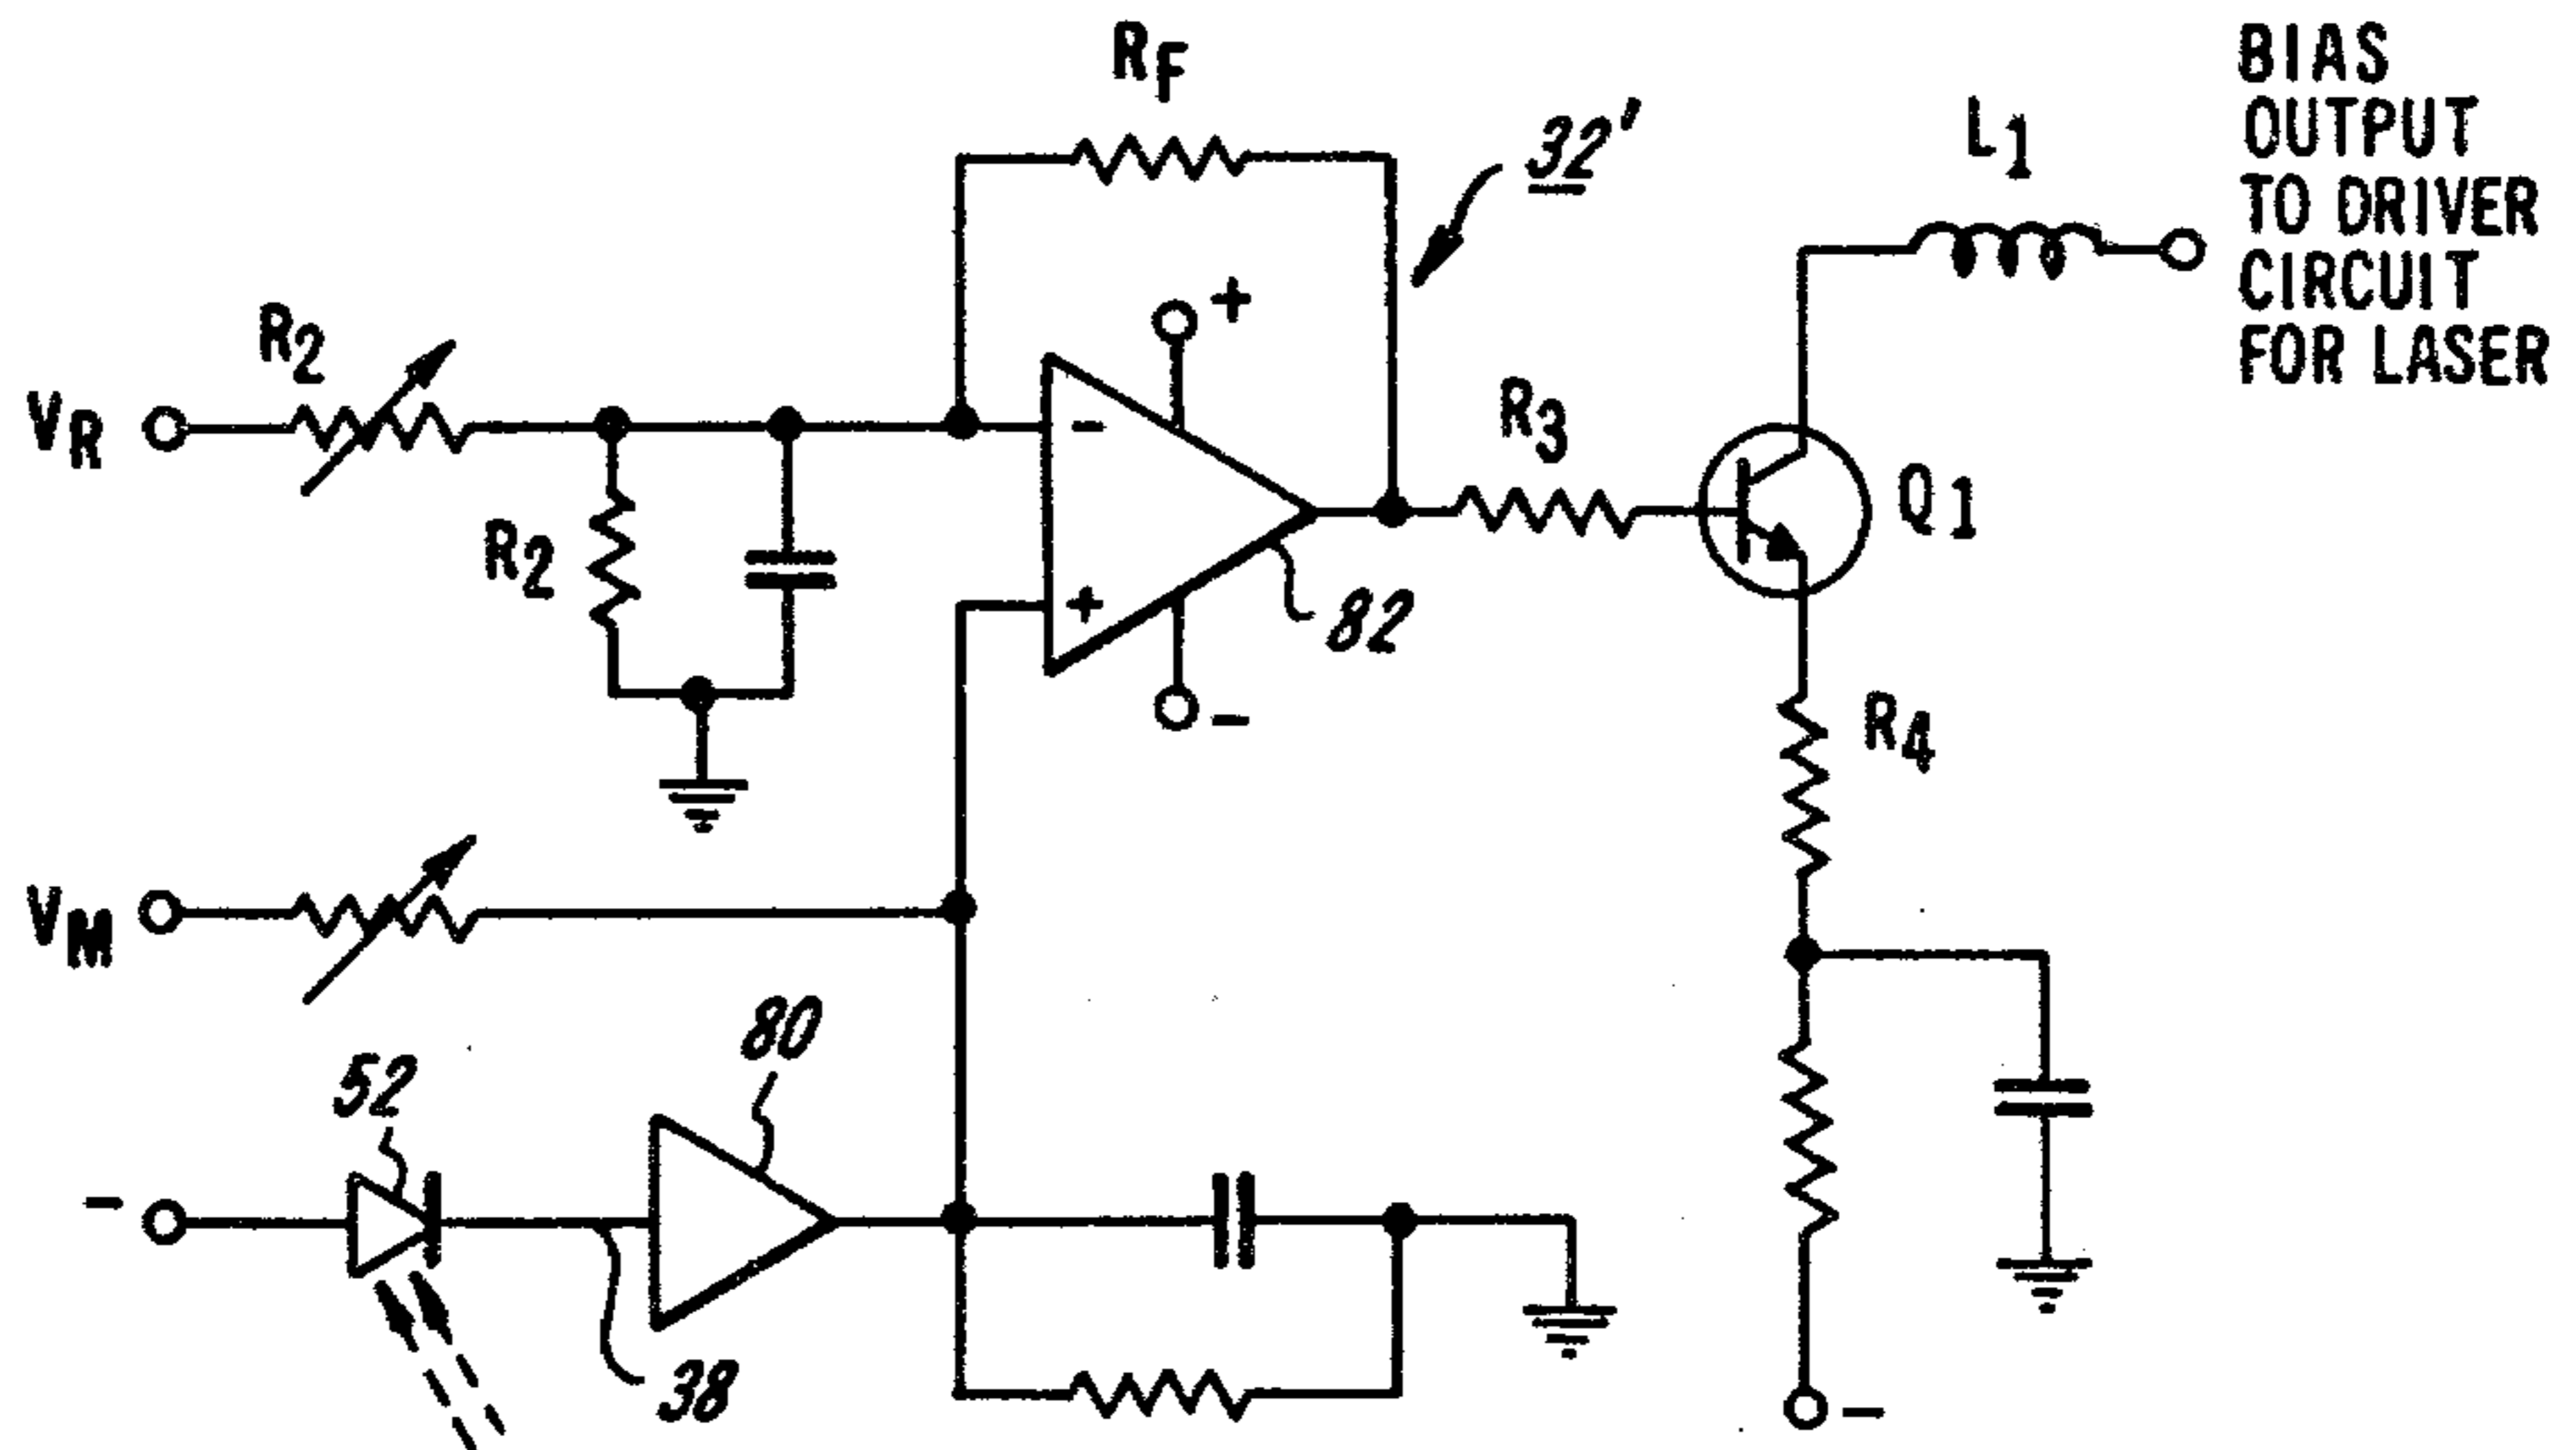 RF
32'
L1
BIAS
OUTPUT
TO DRIVER
CIRCUIT
FOR LASER
R2
VR
+
-
R3
Q1
R2
+
82
-
R4
VM
80
52
-
38
-